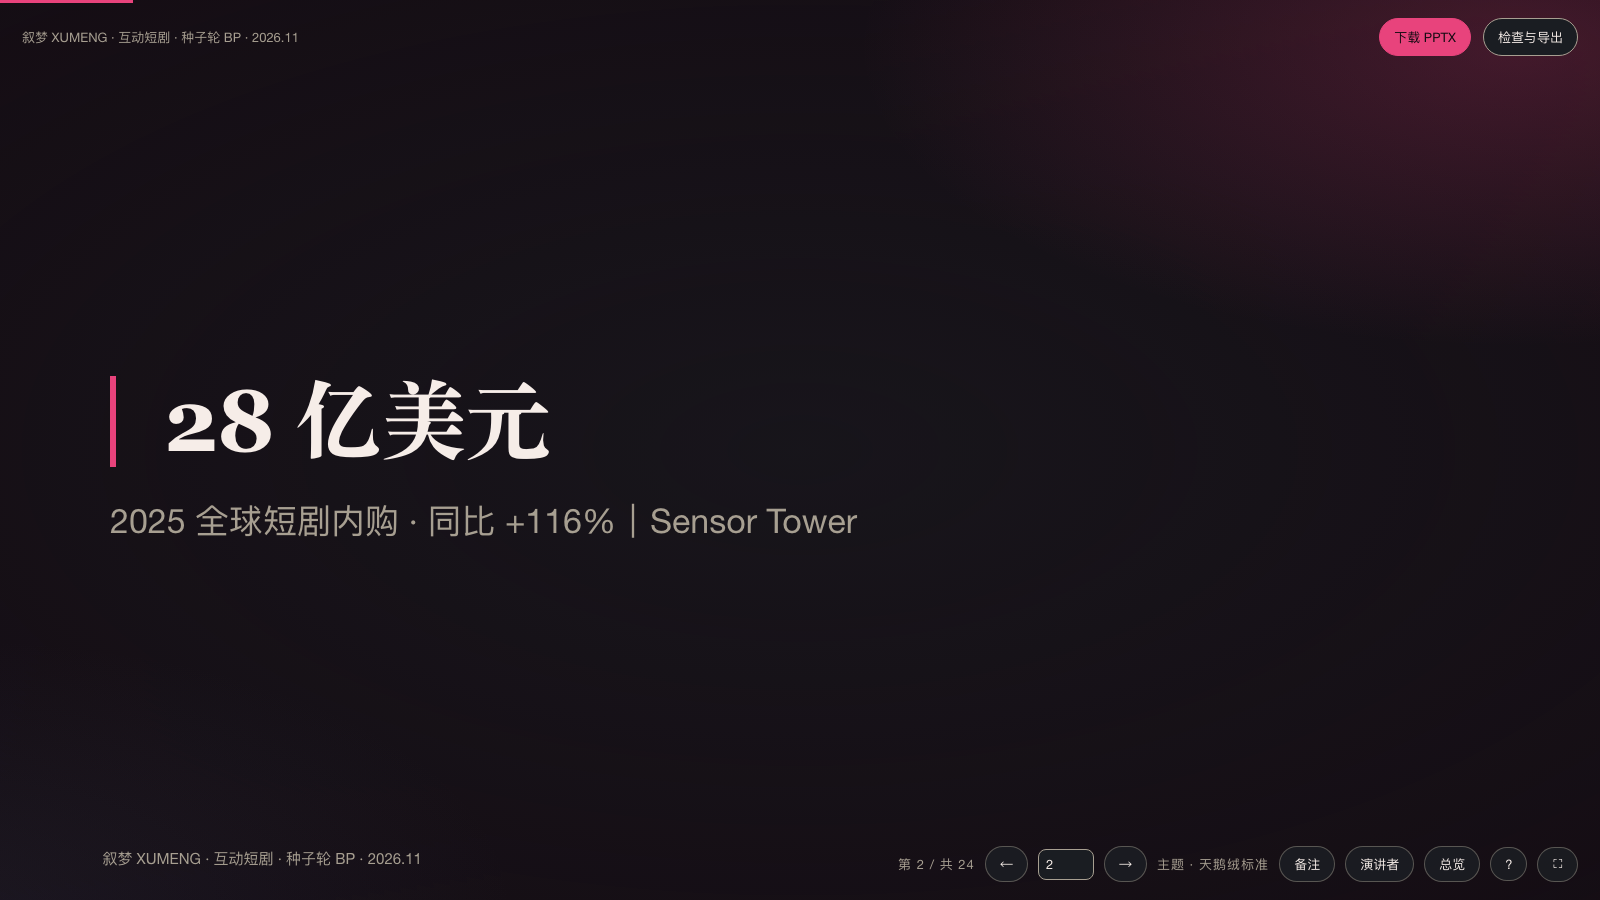 叙梦 XUMENG · 互动短剧 · 种子轮 BP · 2026.11
下载 PPTX
检查与导出
28 亿美元
2025 全球短剧内购 · 同比 +116%｜Sensor Tower
叙梦 XUMENG · 互动短剧 · 种子轮 BP · 2026.11
第 2 / 共 24
←
2
→
主题 · 天鹅绒标准
备注
演讲者
总览
?